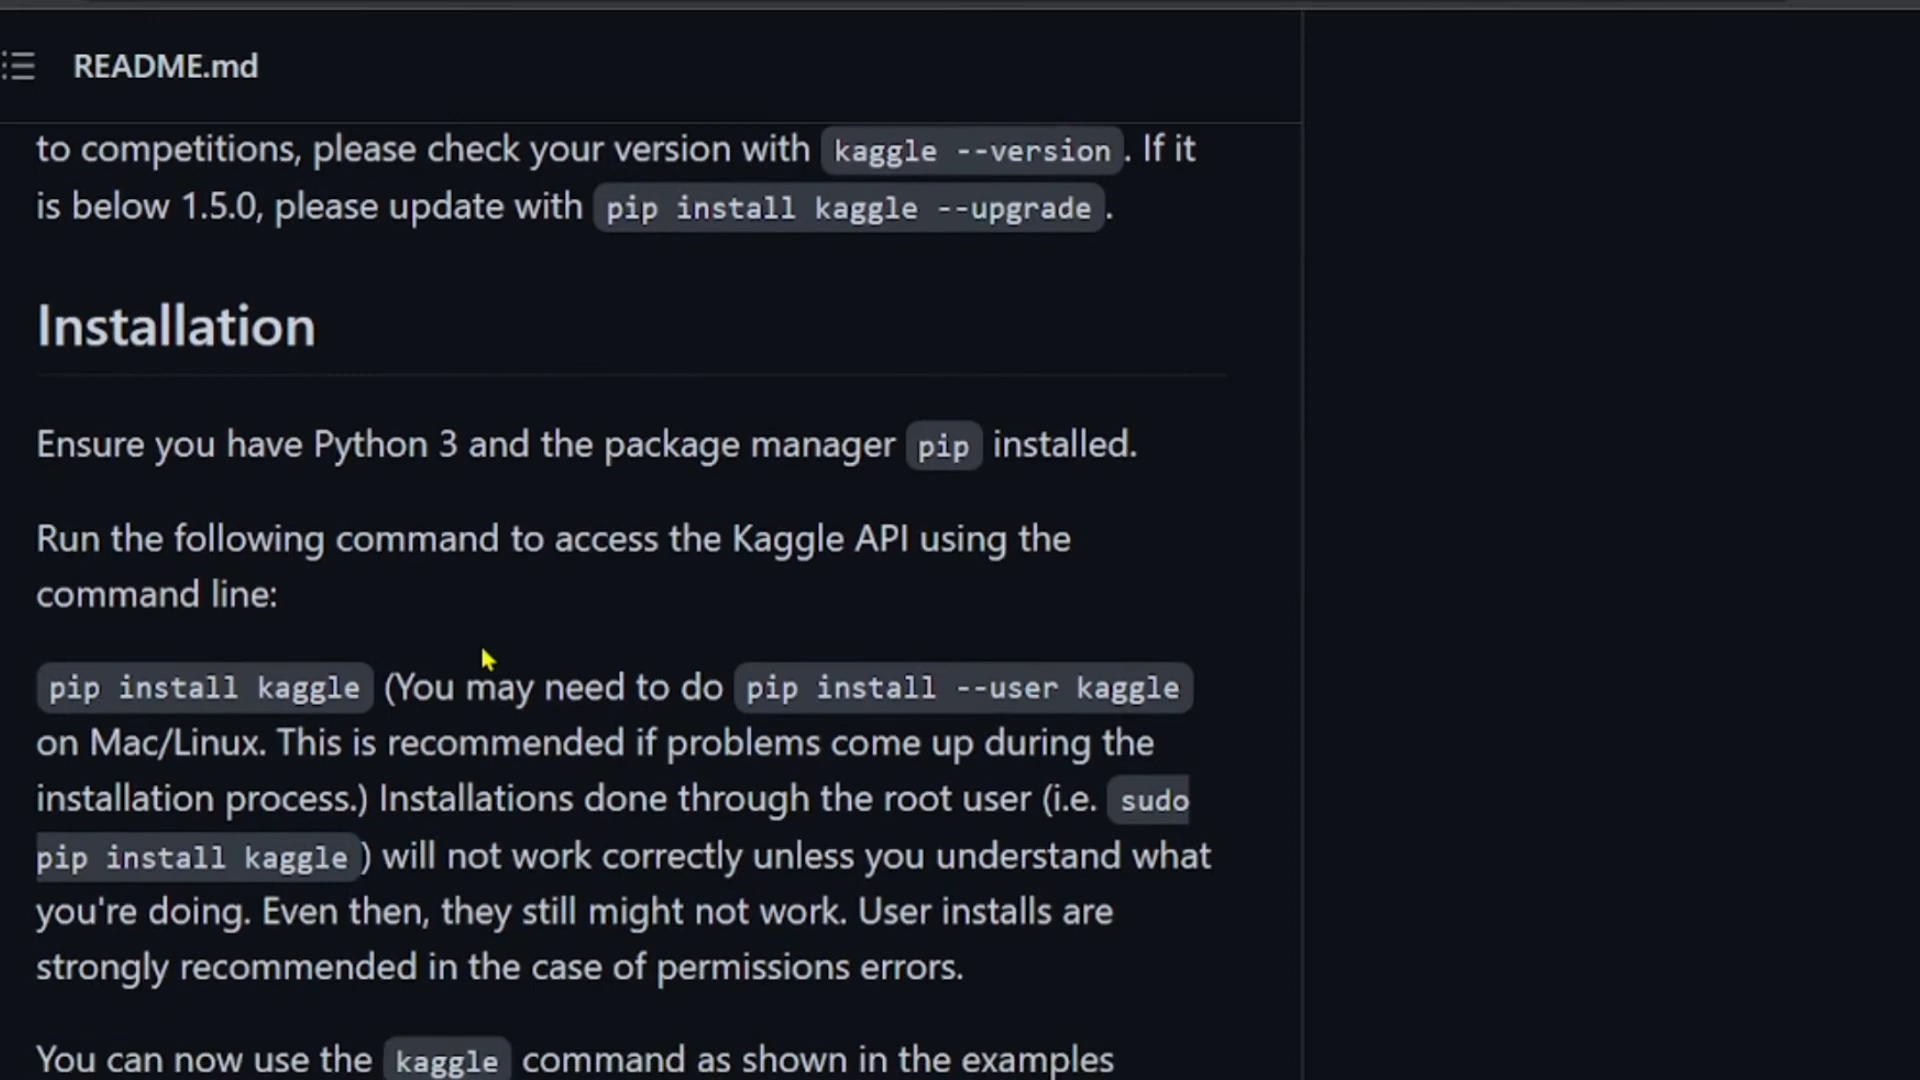 README.md
to competitions, please check your version with kaggle --version. If it
is below 1.5.0, please update with pip install kaggle --upgrade.
Installation
Ensure you have Python 3 and the package manager pip installed.
Run the following command to access the Kaggle API using the
command line:
pip install kaggle (You may need to do pip install --user kaggle
on Mac/Linux. This is recommended if problems come up during the
installation process.) Installations done through the root user (i.e. sudo
pip install kaggle) will not work correctly unless you understand what
you're doing. Even then, they still might not work. User installs are
strongly recommended in the case of permissions errors.
You can now use the kaggle command as shown in the examples